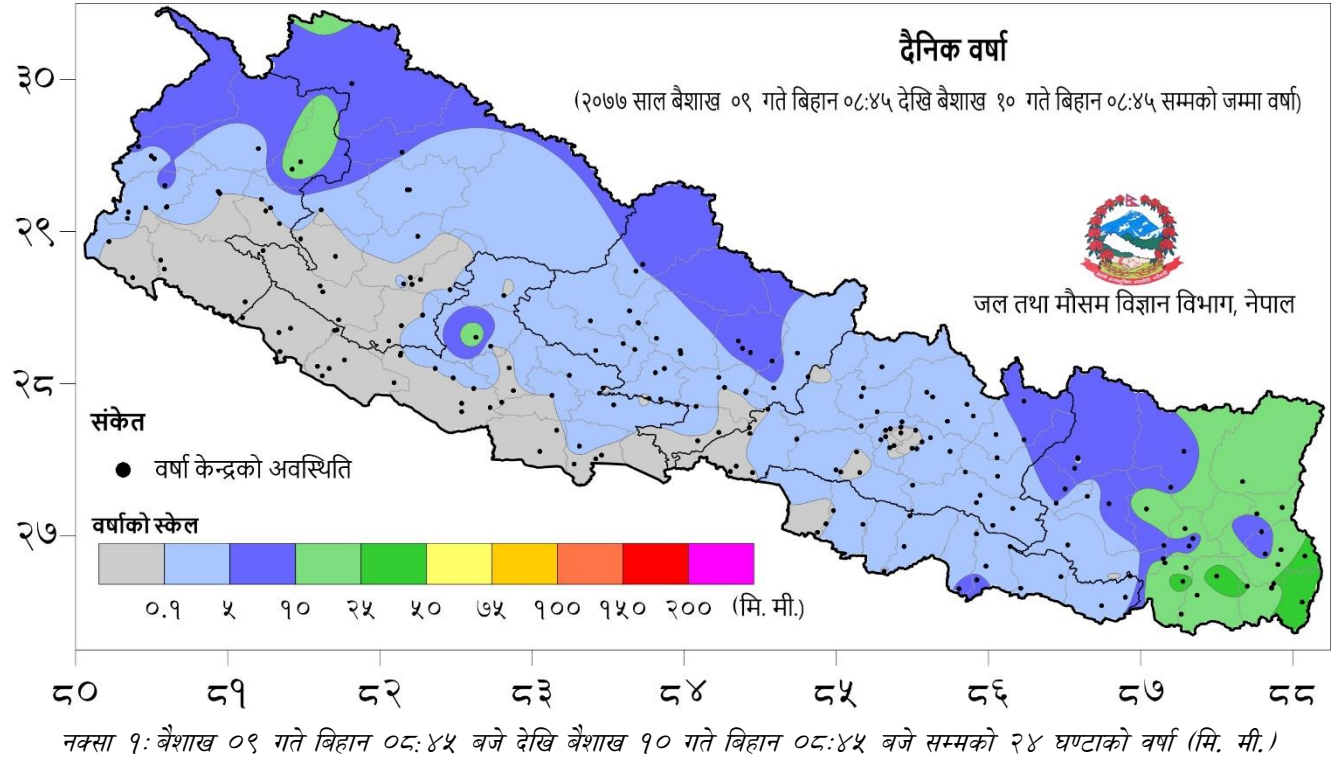 दैनिक वर्षा
(२०७७ साल बैशाख ०९ गते बिहान ०८:४५ देखि बैशाख १० गते बिहान ०८:४५ सम्मको जम्मा वर्षा)
३०
२९
२८
२७
जल तथा मौसम विज्ञान विभाग, नेपाल
संकेत
वर्षा केन्द्रको अवस्थिति
वर्षाको स्केल
०.१ ५ १० २५ ५० ७५ १०० १५० २०० (मि. मी.)
८० ८१ ८२ ८३ ८४ ८५ ८६ ८७ ८८
नक्सा १: बैशाख ०९ गते बिहान ०८:४५ बजे देखि बैशाख १० गते बिहान ०८:४५ बजे सम्मको २४ घण्टाको वर्षा (मि. मी.)